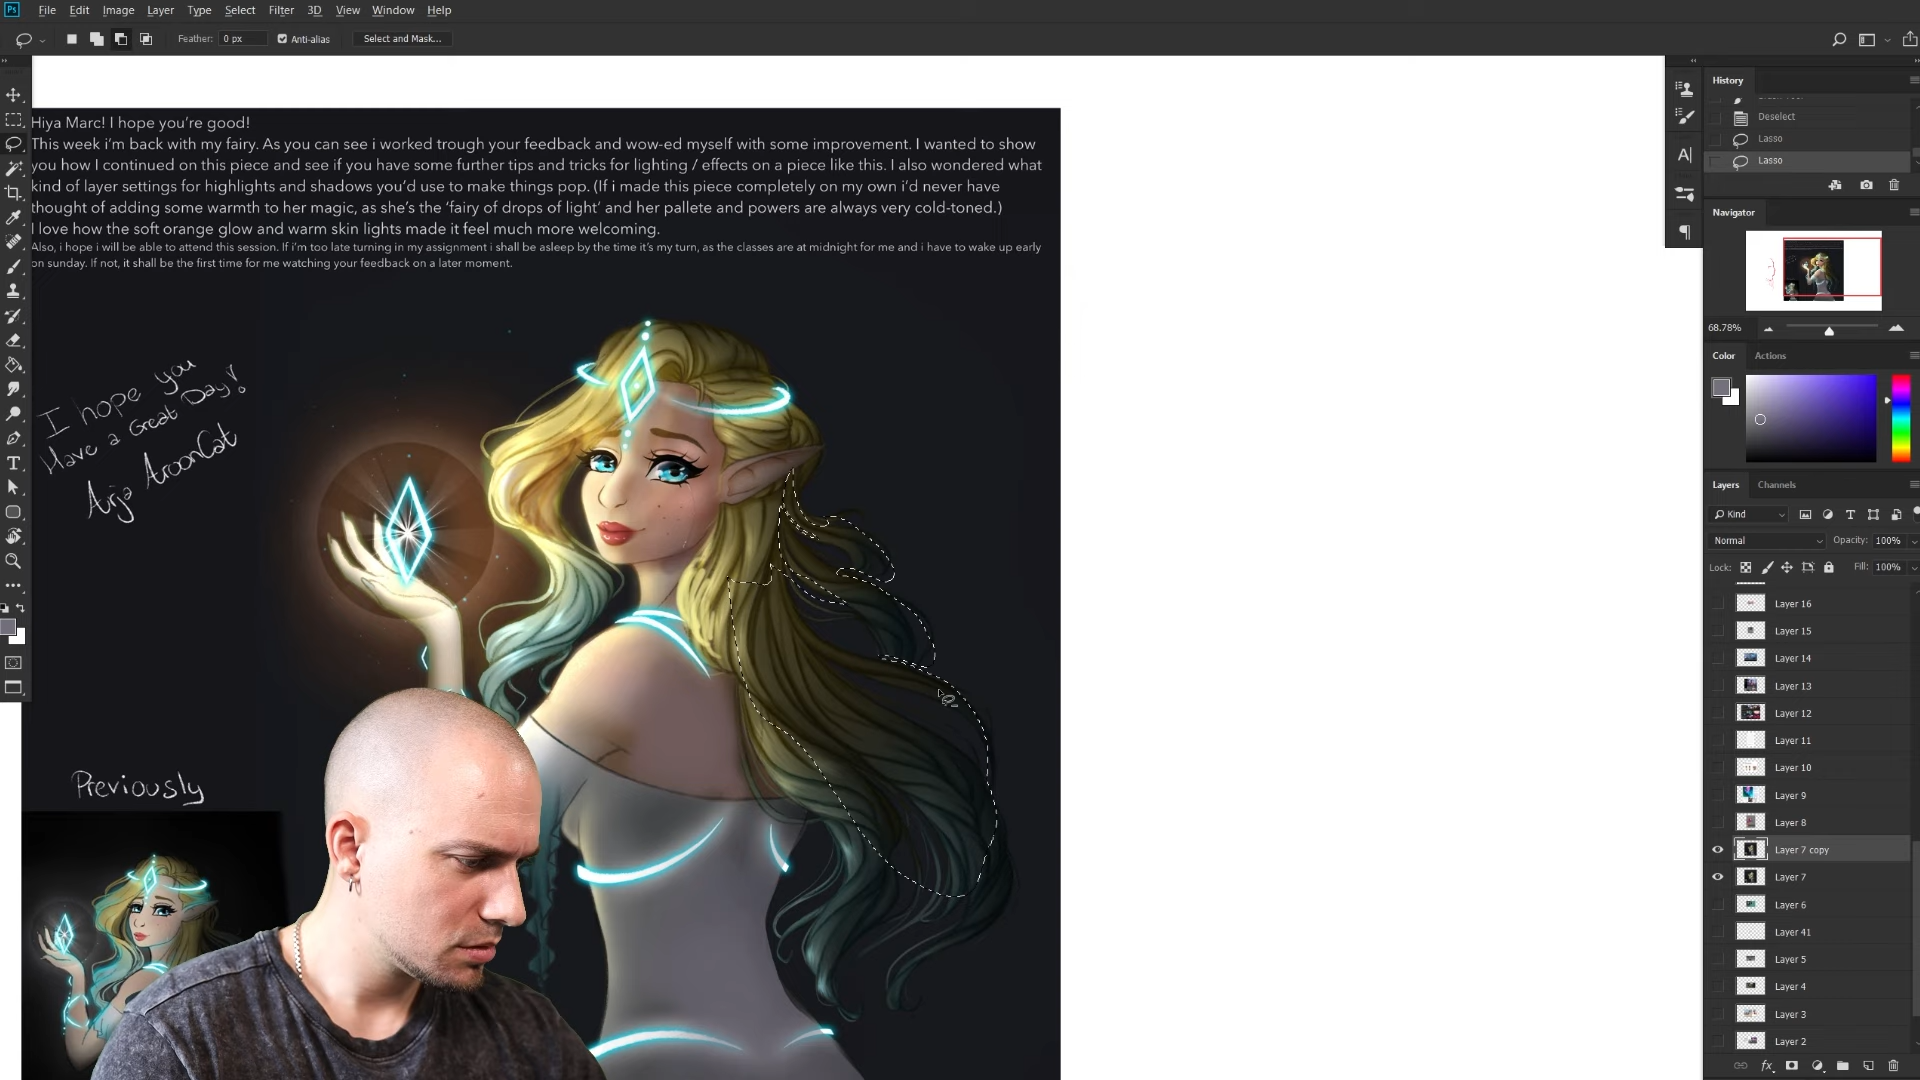 Ps File Edit Image Layer Type Select Filter 3D View Window Help
Feather: 0 px Anti-alias Select and Mask...
Hiya Marc! I hope you're good!
This week i'm back with my fairy. As you can see i worked trough your feedback and wow-ed myself with some improvement. I wanted to show
you how I continued on this piece and see if you have some further tips and tricks for lighting / effects on a piece like this. I also wondered what
kind of layer settings for highlights and shadows you'd use to make things pop. (If i made this piece completely on my own i'd never have
thought of adding some warmth to her magic, as she's the 'fairy of drops of light' and her pallete and powers are always very cold-toned.)
I love how the soft orange glow and warm skin lights made it feel much more welcoming.
Also, i hope i will be able to attend this session. If i'm too late turning in my assignment i shall be asleep by the time it's my turn, as the classes are at midnight for me and i have to wake up early
on sunday. If not, it shall be the first time for me watching your feedback on a later moment.
I hope you
Have a Great Day!
Anja AroonCat
Previously
History
Deselect
Lasso
Lasso
Navigator
68.78%
Color Actions
Layers Channels
Kind
Normal Opacity: 100%
Lock: Fill: 100%
Layer 16
Layer 15
Layer 14
Layer 13
Layer 12
Layer 11
Layer 10
Layer 9
Layer 8
Layer 7 copy
Layer 7
Layer 6
Layer 41
Layer 5
Layer 4
Layer 3
Layer 2